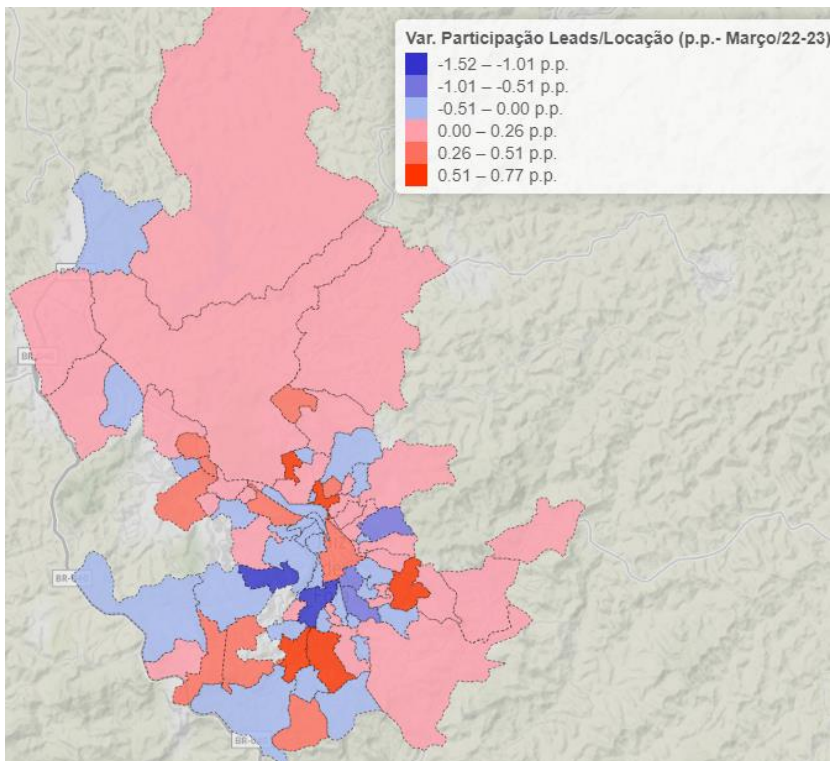 Var. Participação Leads/Locação (p.p.- Março/22-23)
-1.52 – -1.01 p.p.
-1.01 – -0.51 p.p.
-0.51 – 0.00 p.p.
0.00 – 0.26 p.p.
0.26 – 0.51 p.p.
0.51 – 0.77 p.p.